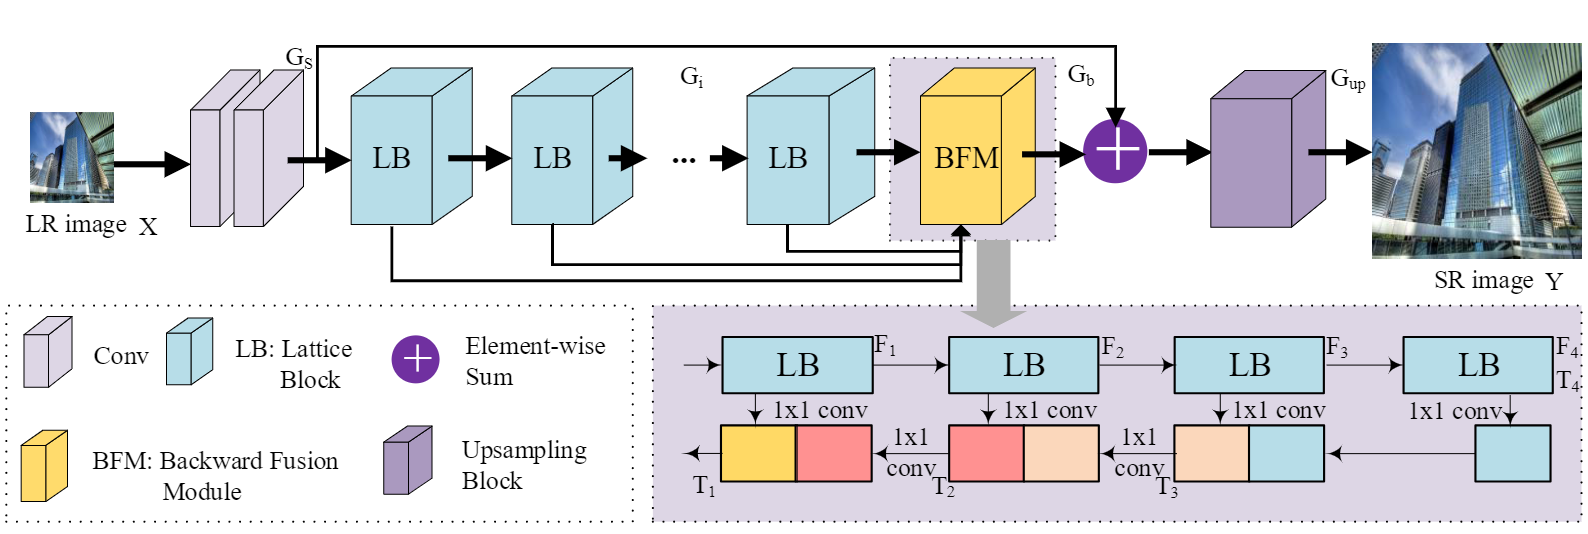 G_S
G_i
G_b
G_up
LB
LB
...
LB
BFM
LR image X
SR image Y
Conv
LB: Lattice
Block
Element-wise
Sum
BFM: Backward Fusion
Module
Upsampling
Block
LB
F_1
LB
F_2
LB
F_3
LB
F_4
T_4
1x1 conv
1x1 conv
1x1 conv
1x1 conv
1x1
conv
1x1
conv
T_1
T_2
T_3